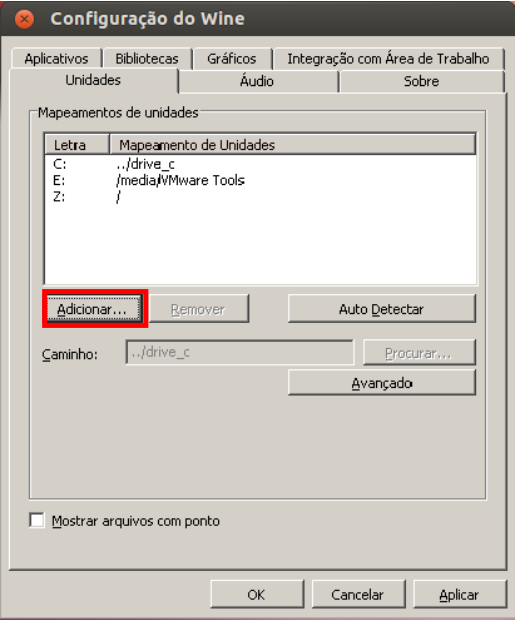 Configuração do Wine
Aplicativos Bibliotecas Gráficos Integração com Área de Trabalho
Unidades Áudio Sobre
Mapeamentos de unidades
Letra Mapeamento de Unidades
C: ../drive_c
E: /media/VMware Tools
Z: /
Adicionar... Remover Auto Detectar
Caminho: ../drive_c Procurar...
Avançado
Mostrar arquivos com ponto
OK Cancelar Aplicar